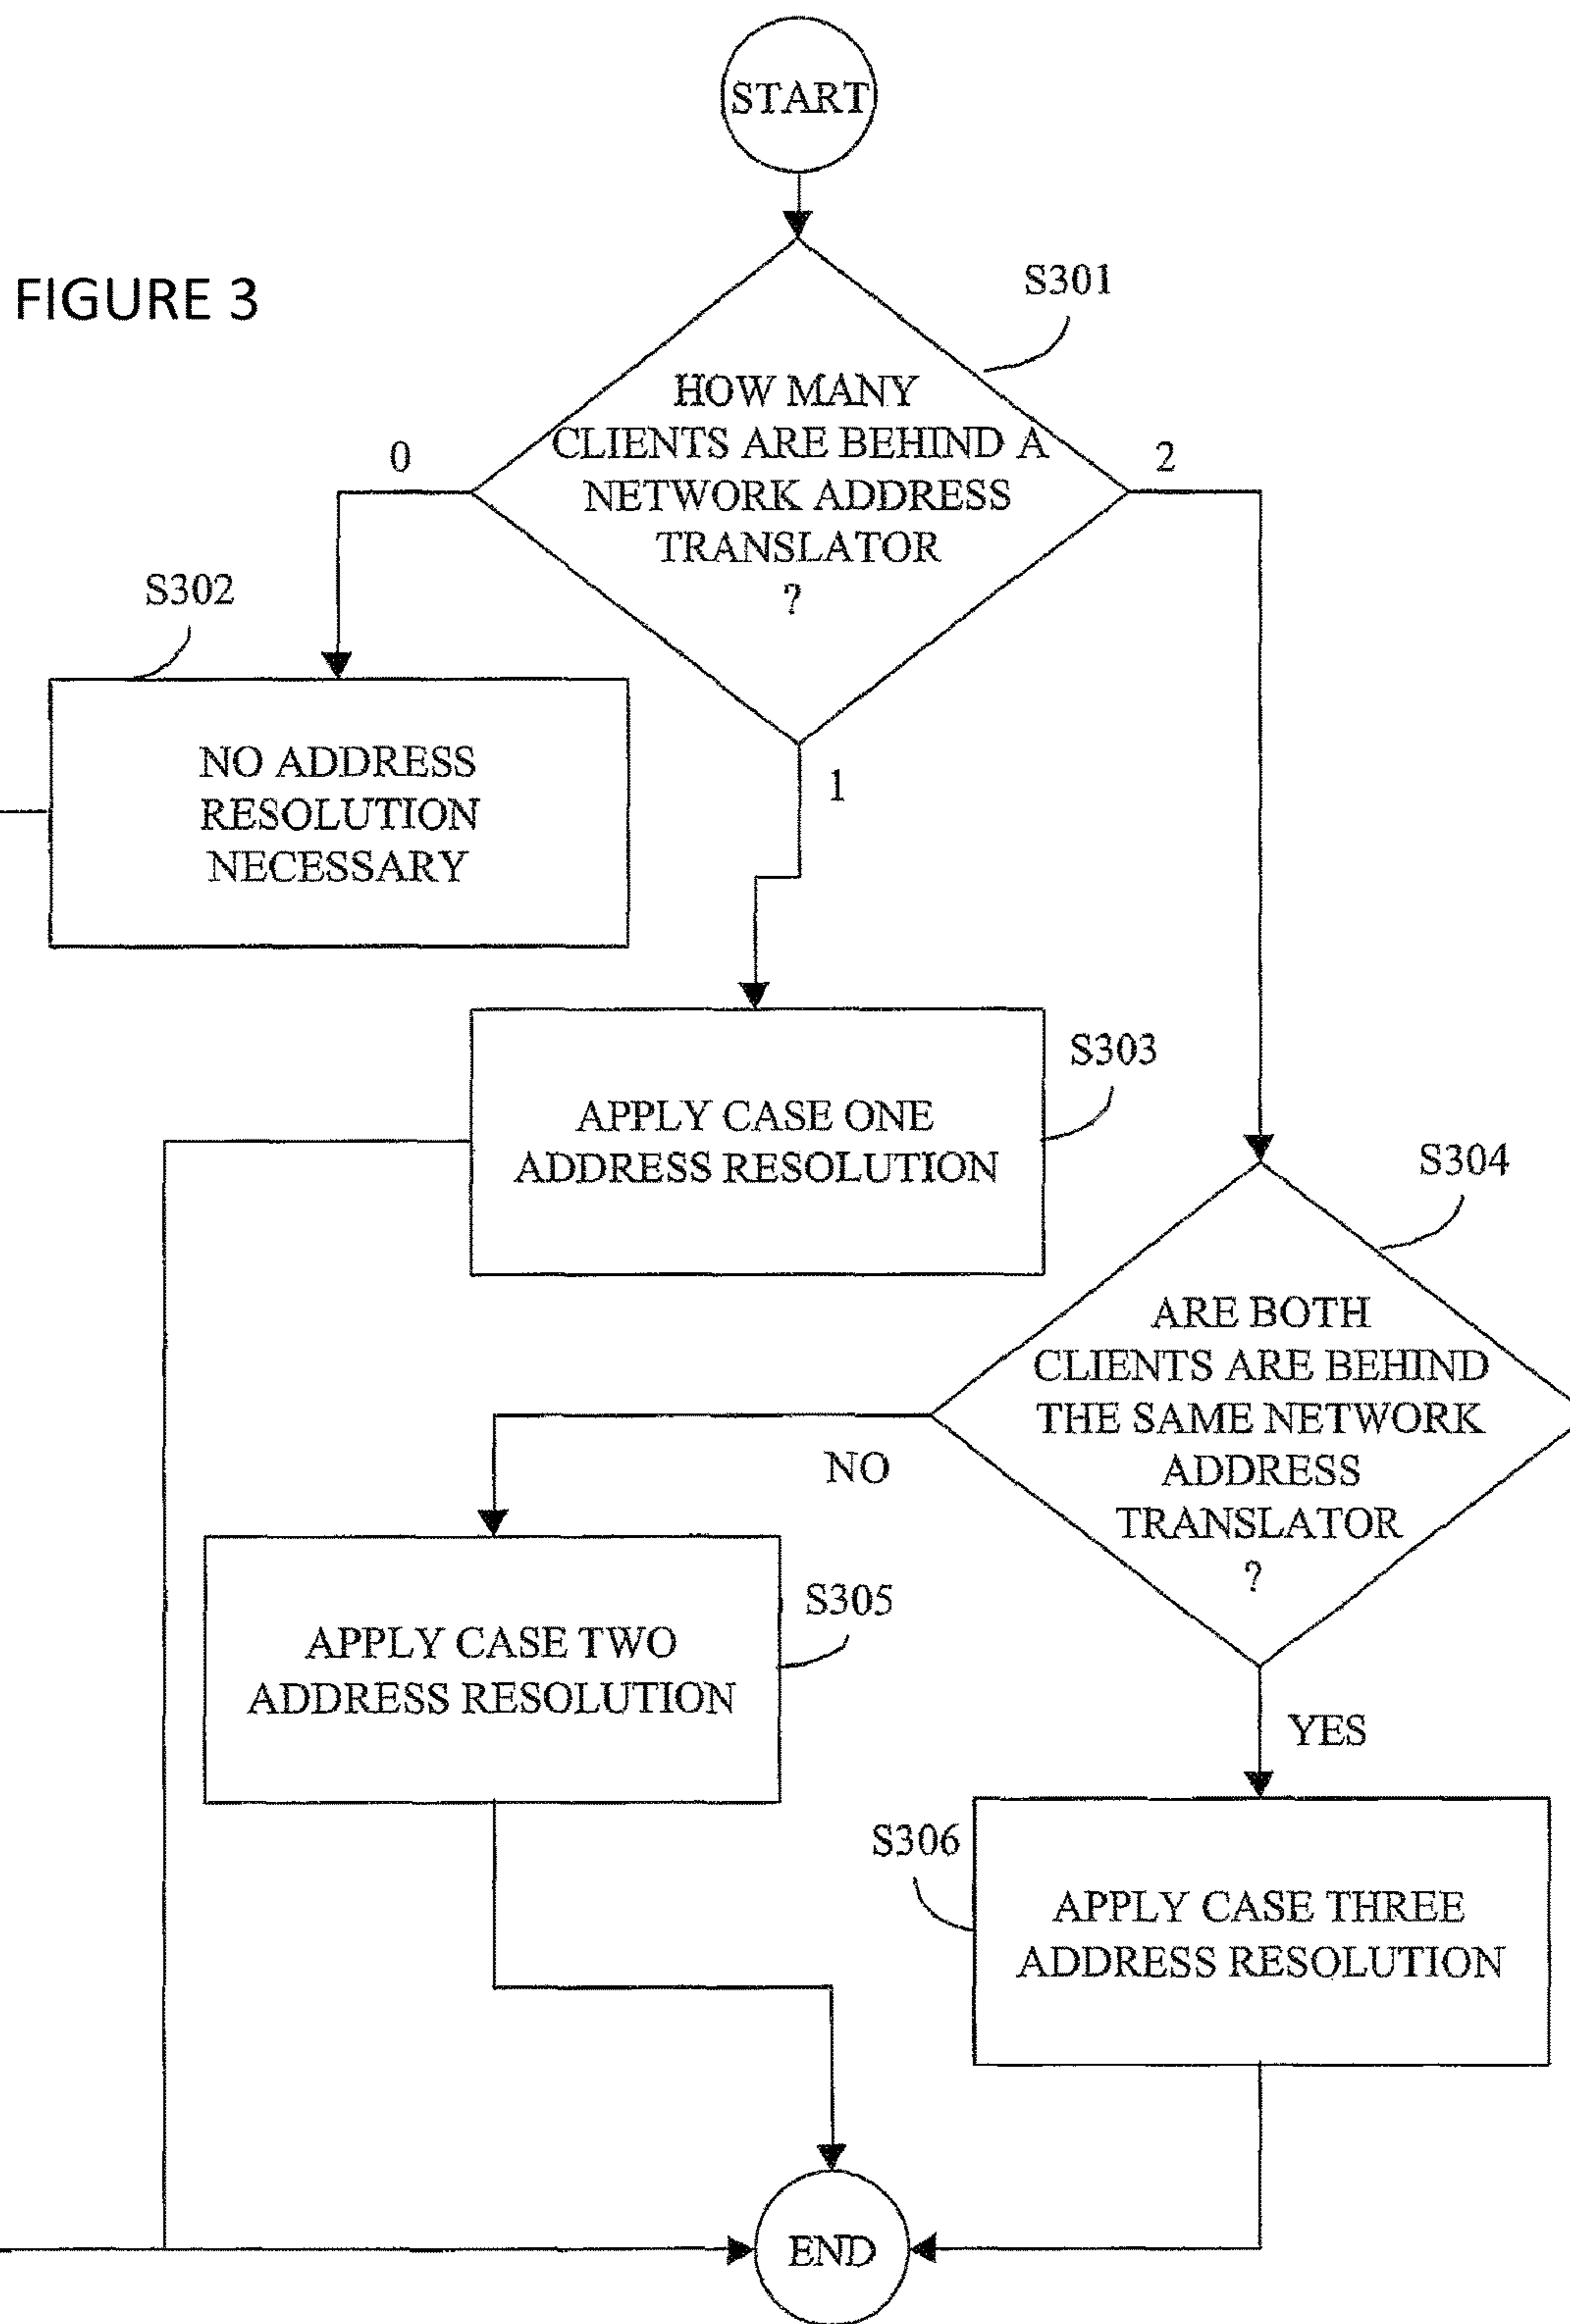 START
FIGURE 3
S301
HOW MANY
CLIENTS ARE BEHIND A
NETWORK ADDRESS
TRANSLATOR
?
0
2
1
S302
NO ADDRESS
RESOLUTION
NECESSARY
S303
APPLY CASE ONE
ADDRESS RESOLUTION
S304
ARE BOTH
CLIENTS ARE BEHIND
THE SAME NETWORK
ADDRESS
TRANSLATOR
?
NO
YES
S305
APPLY CASE TWO
ADDRESS RESOLUTION
S306
APPLY CASE THREE
ADDRESS RESOLUTION
END